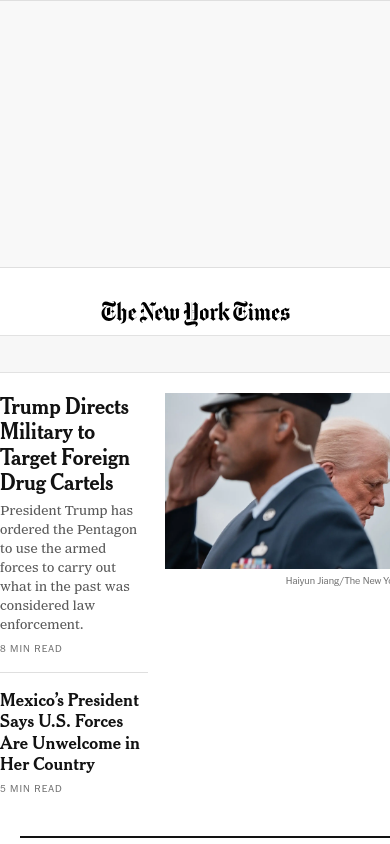 The New York Times
Trump Directs
Military to
Target Foreign
Drug Cartels
President Trump has
ordered the Pentagon
to use the armed
forces to carry out
what in the past was
considered law
enforcement.
8 MIN READ
Haiyun Jiang/The New
Mexico’s President
Says U.S. Forces
Are Unwelcome in
Her Country
5 MIN READ